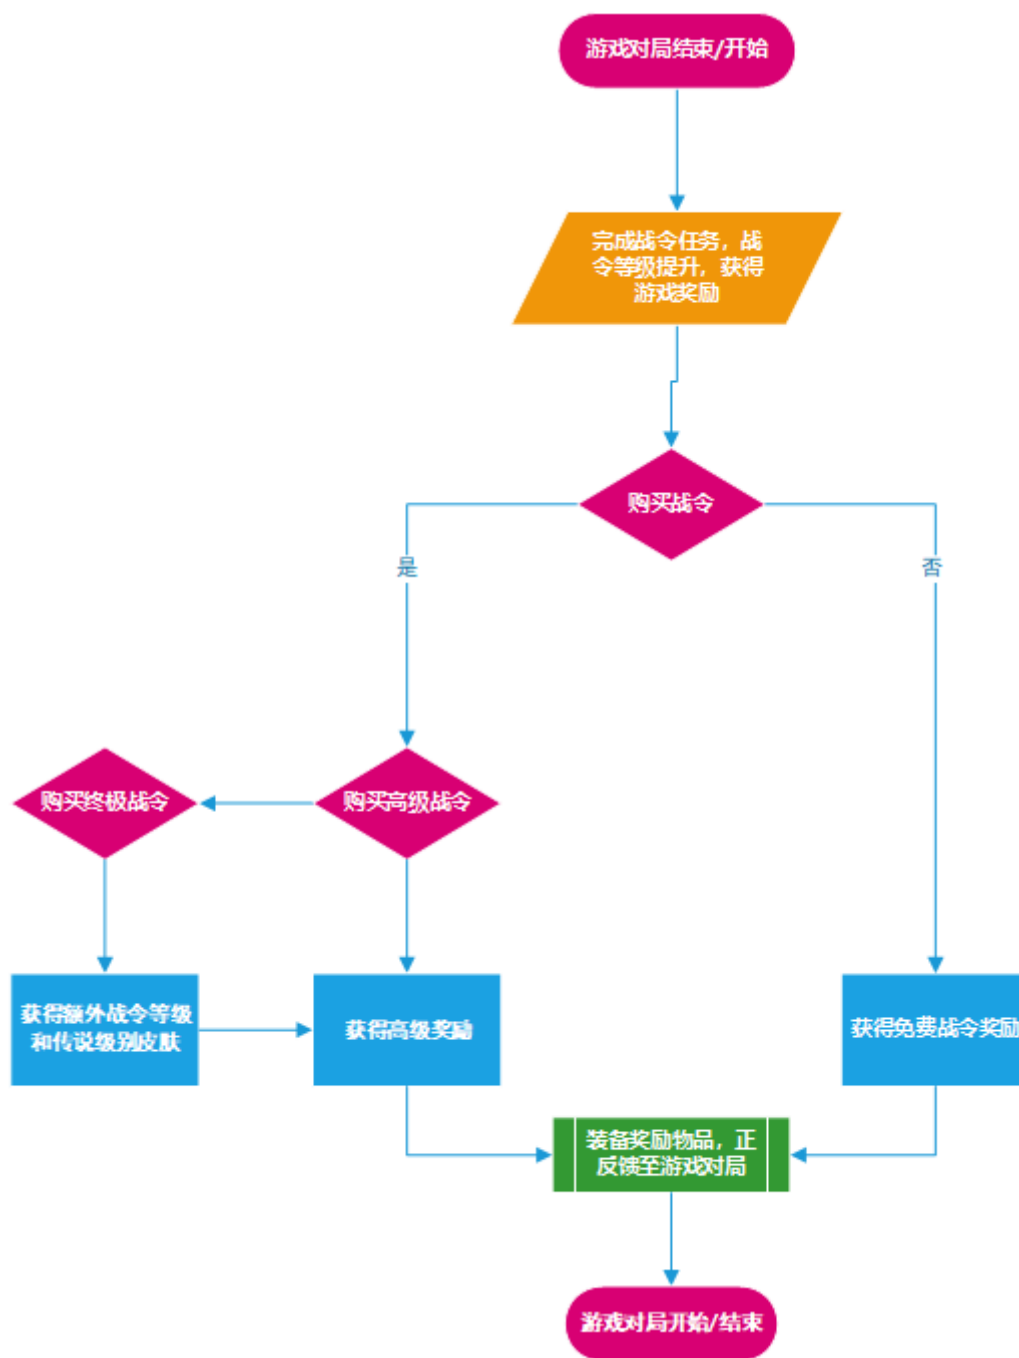 游戏对局结束/开始
完成战令任务，战
令等级提升，获得
游戏奖励
购买战令
是
否
购买终极战令
购买高级战令
获得额外战令等级
和传说级别皮肤
获得高级奖励
获得免费战令奖励
装备奖励物品，正
反馈至游戏对局
游戏对局开始/结束